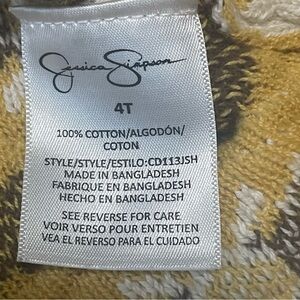 Jessica Simpson
4T
100% COTTON/ALGODÓN/
COTON
STYLE/STYLE/ESTILO:CD113JSH
MADE IN BANGLADESH
FABRIQUE EN BANGLADESH
HECHO EN BANGLADESH
SEE REVERSE FOR CARE
VOIR VERSO POUR ENTRETIEN
VEA EL REVERSO PARA EL CUIDADO